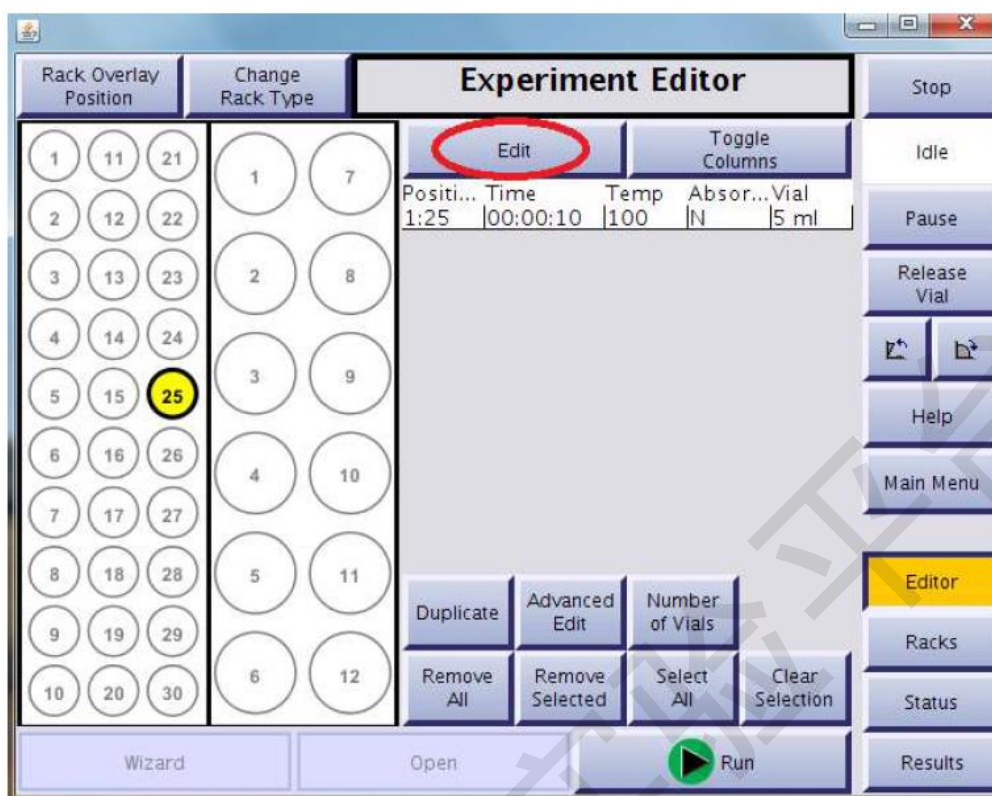 Rack Overlay
Position
Change
Rack Type
Experiment Editor
Stop
Idle
Pause
Release
Vial
Help
Main Menu
Editor
Racks
Status
Results
1 11 21
2 12 22
3 13 23
4 14 24
5 15 25
6 16 26
7 17 27
8 18 28
9 19 29
10 20 30
1 7
2 8
3 9
4 10
5 11
6 12
Edit
Toggle
Columns
Positi... Time Temp Absor... Vial
1:25 00:00:10 100 N 5 ml
Duplicate
Advanced
Edit
Number
of Vials
Remove
All
Remove
Selected
Select
All
Clear
Selection
Wizard
Open
Run
验平台